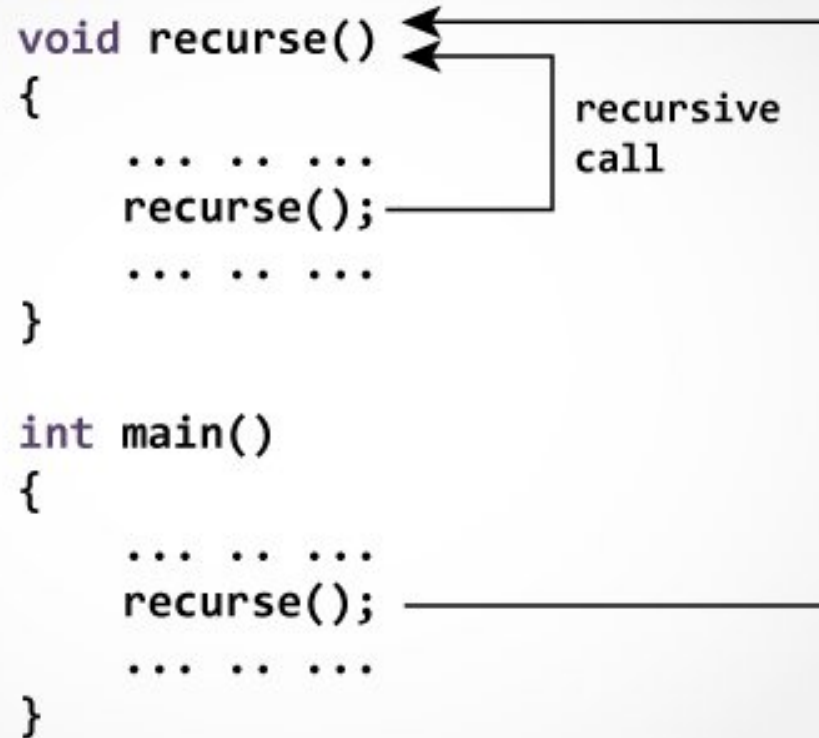 void recurse()
{
... .. ...
recurse();
... .. ...
}
recursive
call
int main()
{
... .. ...
recurse();
... .. ...
}